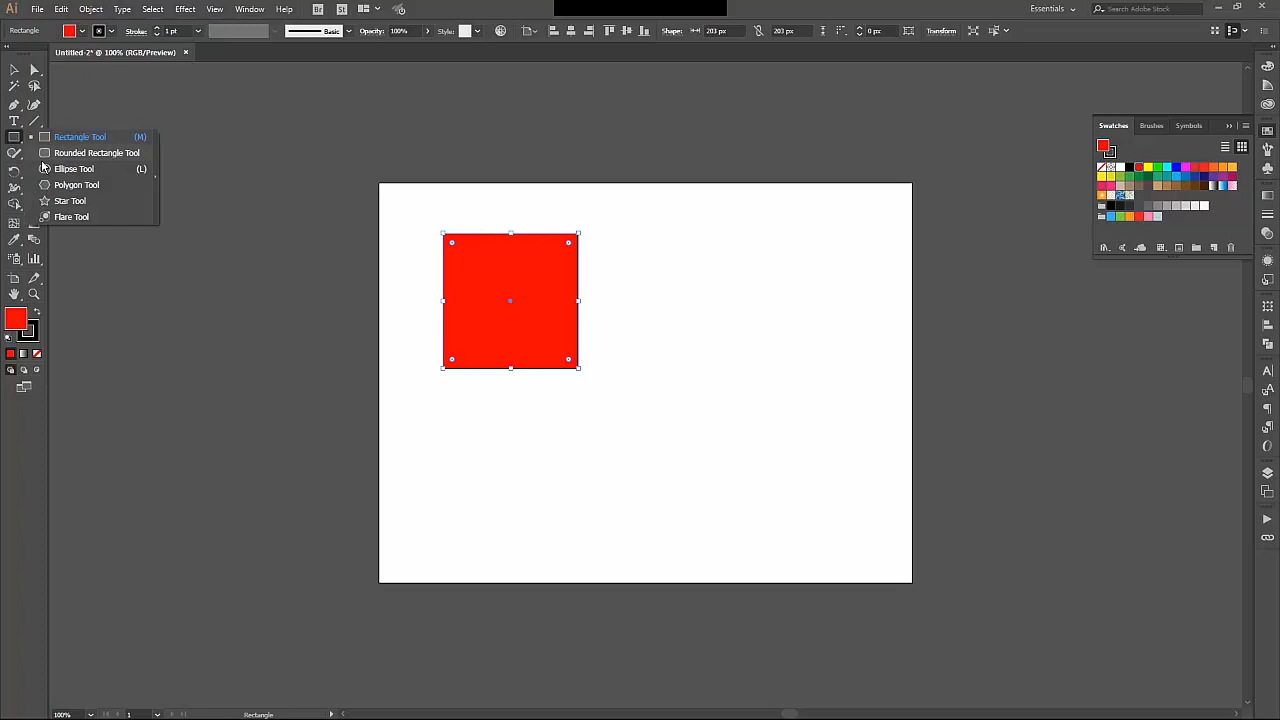 Ai File Edit Object Type Select Effect View Window Help Br St Essentials Search Adobe Stock
Rectangle Stroke: 1 pt Basic Opacity: 100% Style: Shape: 203 px 203 px 0 px Transform
Untitled-2* @ 100% (RGB/Preview) ×
Rectangle Tool (M)
Rounded Rectangle Tool
Ellipse Tool (L)
Polygon Tool
Star Tool
Flare Tool
Swatches Brushes Symbols
100% 1 Rectangle